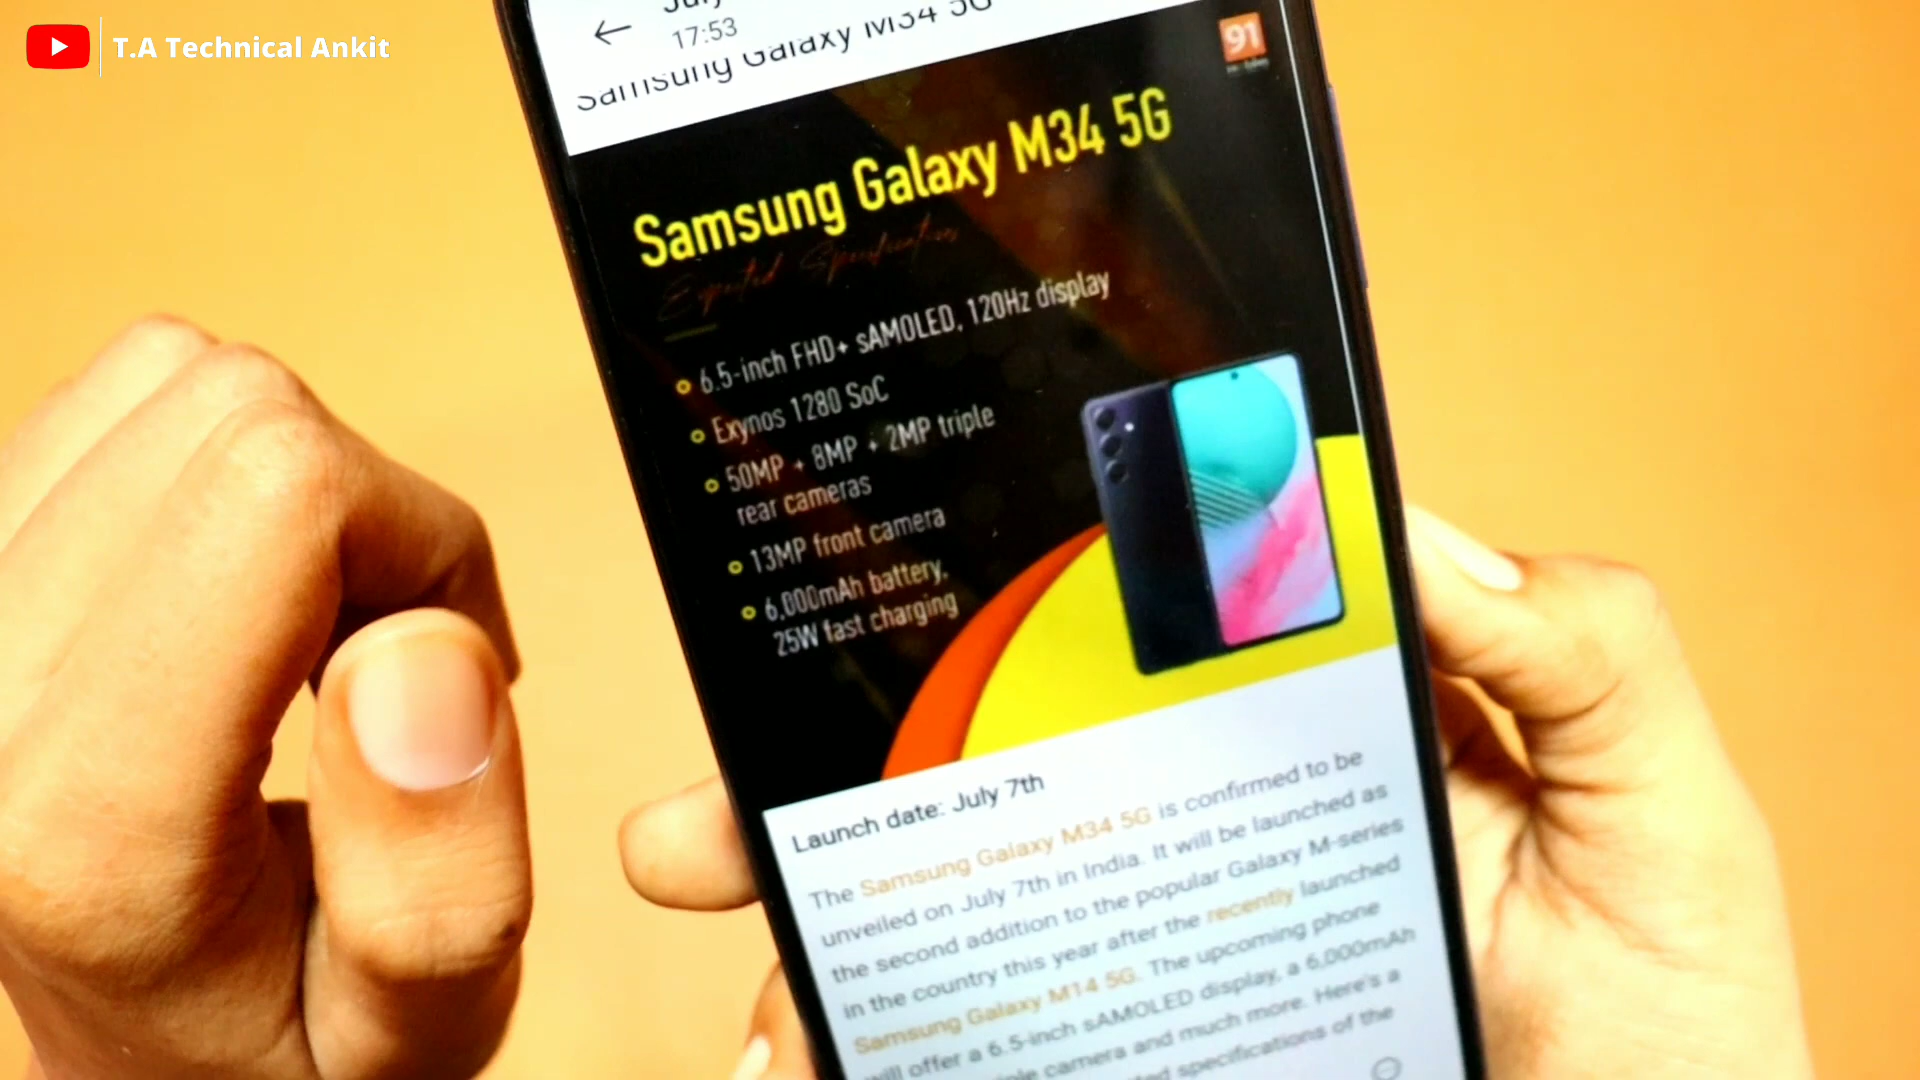 T.A Technical Ankit
17:53
Samsung Galaxy M34 5G
91
Samsung Galaxy M34 5G
Expected Specifications
6.5-inch FHD+ sAMOLED, 120Hz display
Exynos 1280 SoC
50MP + 8MP + 2MP triple
rear cameras
13MP front camera
6,000mAh battery,
25W fast charging
Launch date: July 7th
The Samsung Galaxy M34 5G is confirmed to be
unveiled on July 7th in India. It will be launched as
the second addition to the popular Galaxy M-series
in the country this year after the recently launched
Samsung Galaxy M14 5G. The upcoming phone
will offer a 6.5-inch sAMOLED display, a 6,000mAh
camera and much more. Here's a
specifications of the